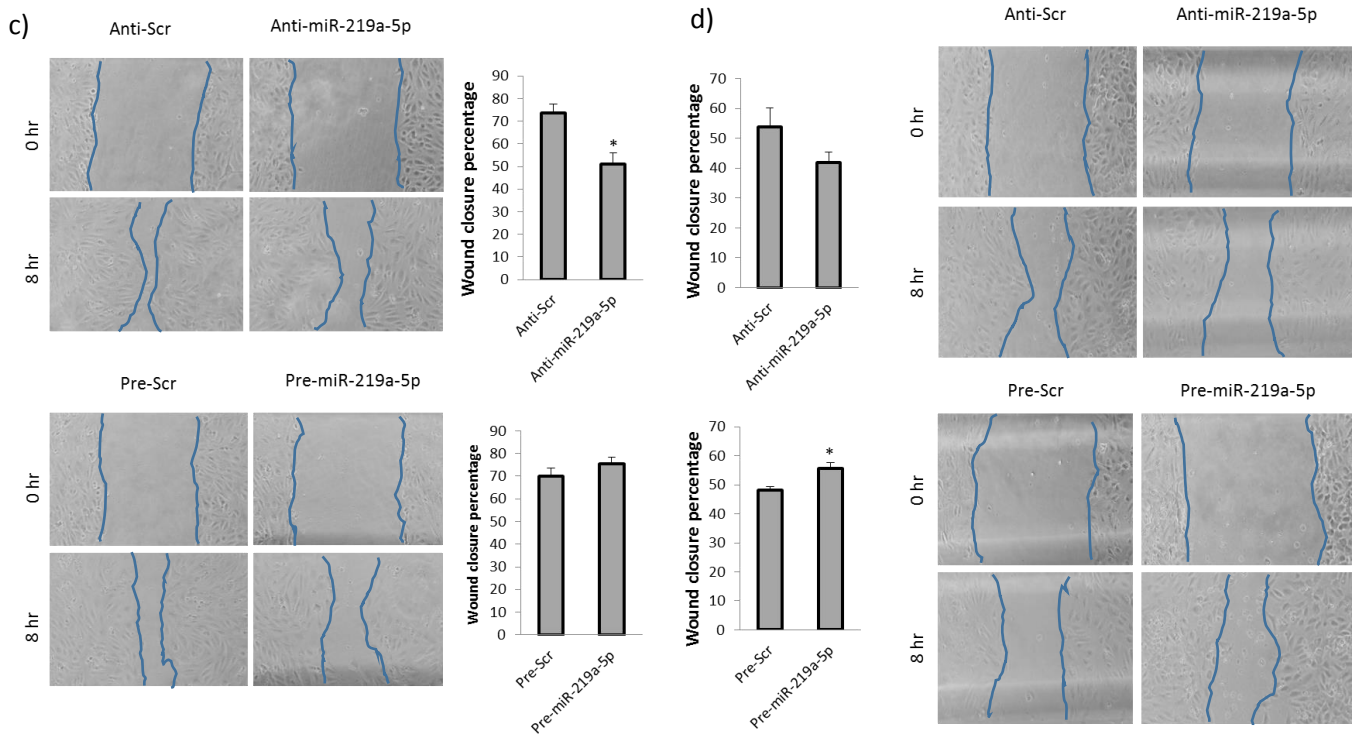 c)
Anti-Scr
Anti-miR-219a-5p
0 hr
8 hr
Wound closure percentage
90
80
70
60
50
40
30
20
10
0
*
Anti-Scr
Anti-miR-219a-5p
Pre-Scr
Pre-miR-219a-5p
0 hr
8 hr
Wound closure percentage
90
80
70
60
50
40
30
20
10
0
Pre-Scr
Pre-miR-219a-5p
d)
Wound closure percentage
70
60
50
40
30
20
10
0
Anti-Scr
Anti-miR-219a-5p
Anti-Scr
Anti-miR-219a-5p
0 hr
8 hr
Wound closure percentage
70
60
50
40
30
20
10
0
*
Pre-Scr
Pre-miR-219a-5p
Pre-Scr
Pre-miR-219a-5p
0 hr
8 hr